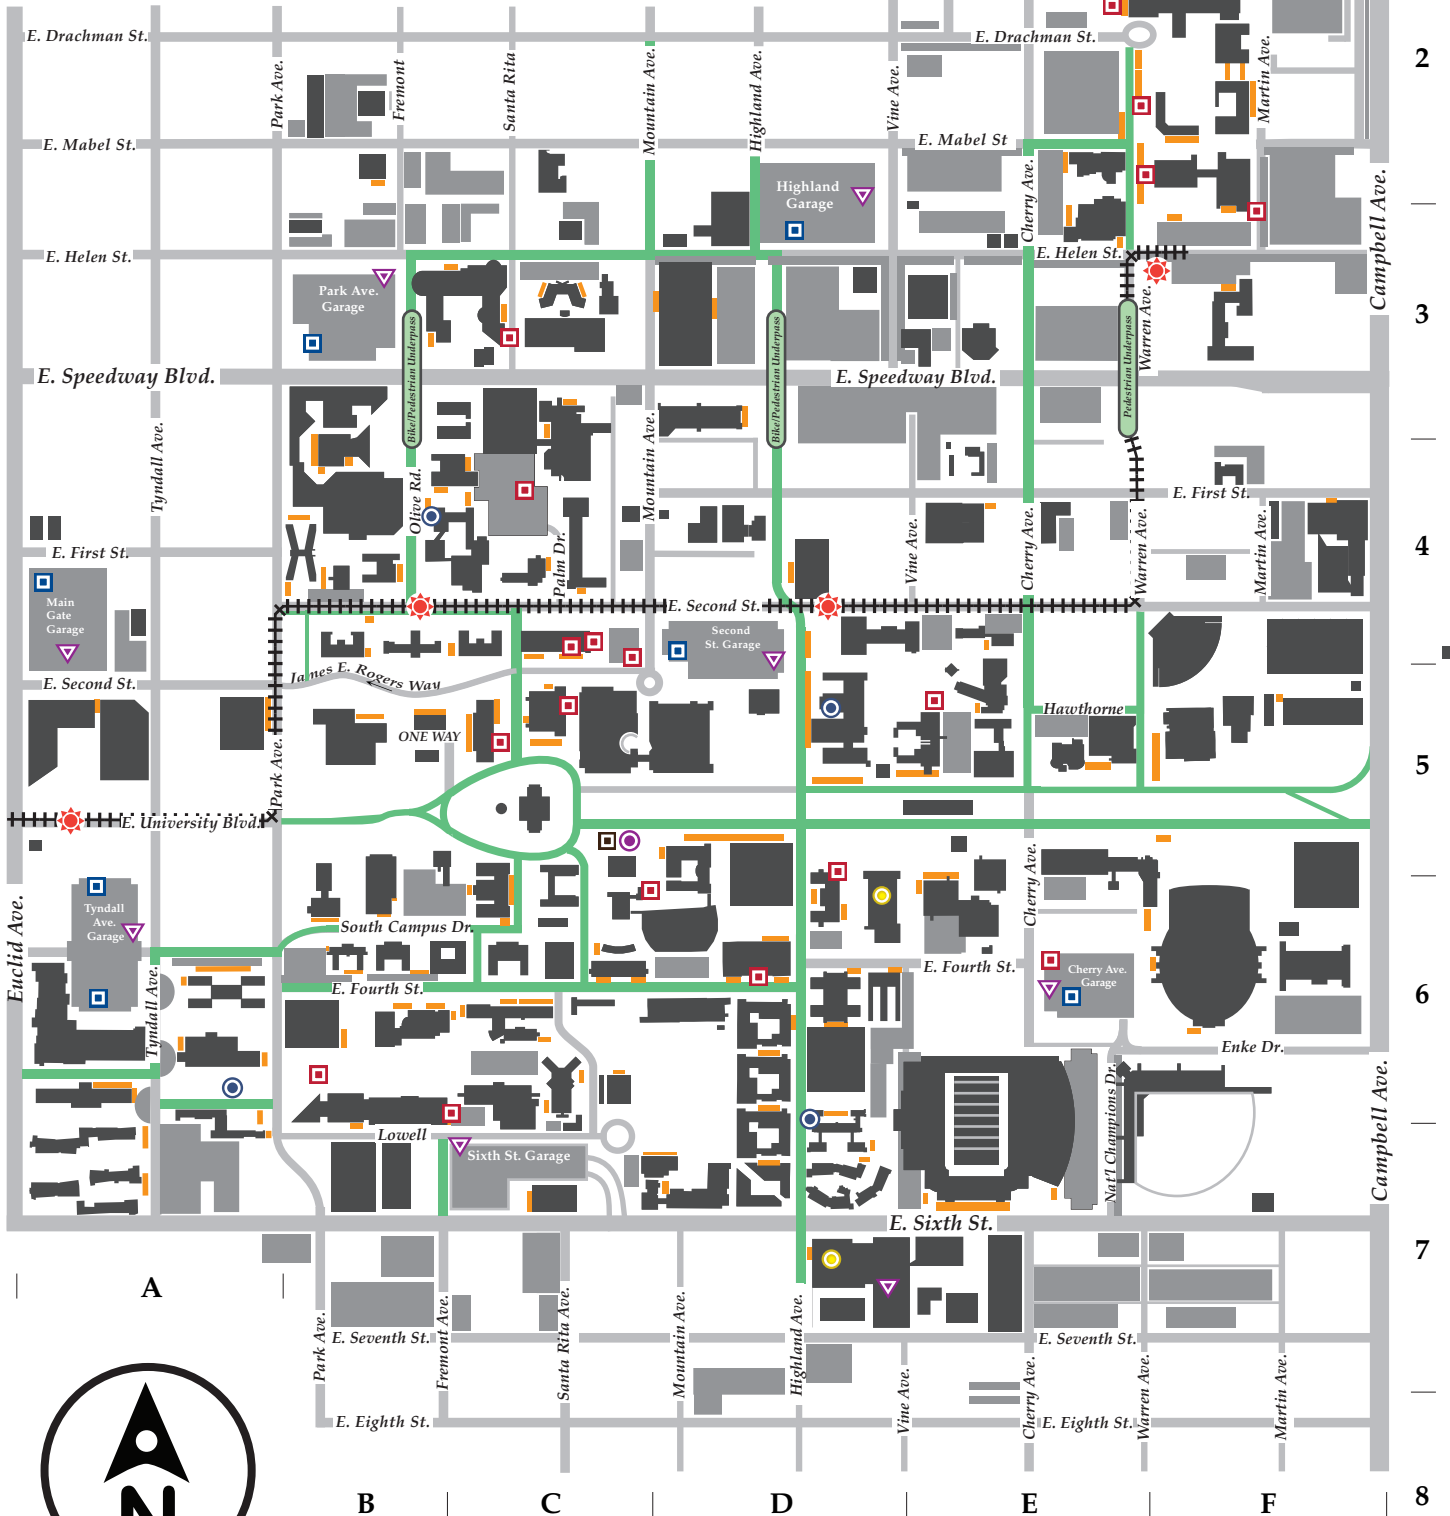 E. Drachman St.
E. Drachman St.
2
Park Ave.
Fremont
Santa Rita
Mountain Ave.
Highland Ave.
Vine Ave.
Martin Ave.
E. Mabel St.
E. Mabel St
Highland
Garage
Cherry Ave.
Campbell Ave.
E. Helen St.
E. Helen St.
Park Ave.
Garage
Bike/Pedestrian Underpass
Bike/Pedestrian Underpass
Pedestrian Underpass
Warren Ave.
3
E. Speedway Blvd.
E. Speedway Blvd.
Tyndall Ave.
Olive Rd.
Mountain Ave.
E. First St.
Palm Dr.
Vine Ave.
Cherry Ave.
Warren Ave.
Martin Ave.
4
E. First St.
Main
Gate
Garage
E. Second St.
Second
St. Garage
E. Second St.
James E. Rogers Way
Hawthorne
ONE WAY
Park Ave.
5
E. University Blvd.
Cherry Ave.
Euclid Ave.
Tyndall
Ave.
Garage
South Campus Dr.
E. Fourth St.
E. Fourth St.
Cherry Ave.
Garage
6
Tyndall Ave.
Enke Dr.
Nat'l Champions Dr.
Campbell Ave.
Lowell
Sixth St. Garage
E. Sixth St.
7
A
Park Ave.
Fremont Ave.
Santa Rita Ave.
Mountain Ave.
Highland Ave.
Vine Ave.
Cherry Ave.
Warren Ave.
Martin Ave.
E. Seventh St.
E. Seventh St.
E. Eighth St.
E. Eighth St.
N
B
C
D
E
F
8